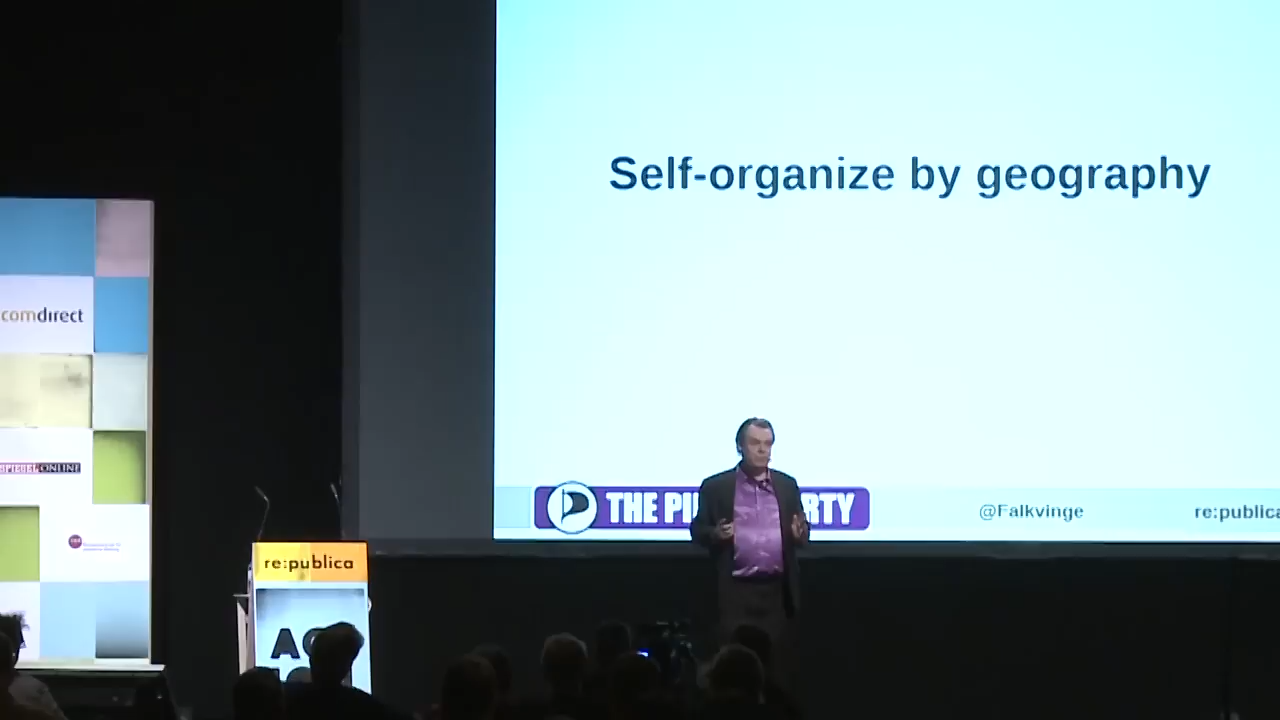 Self-organize by geography
comdirect
SPIEGEL ONLINE
THE PI RTY
@Falkvinge
re:publica
re:publica